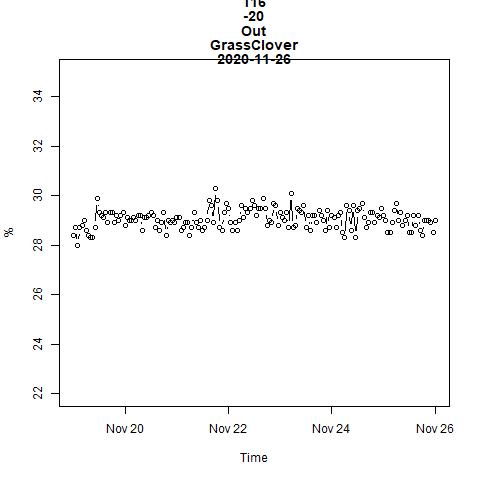 T16
-20
Out
GrassClover
2020-11-26
%
34
32
30
28
26
24
22
Nov 20
Nov 22
Nov 24
Nov 26
Time